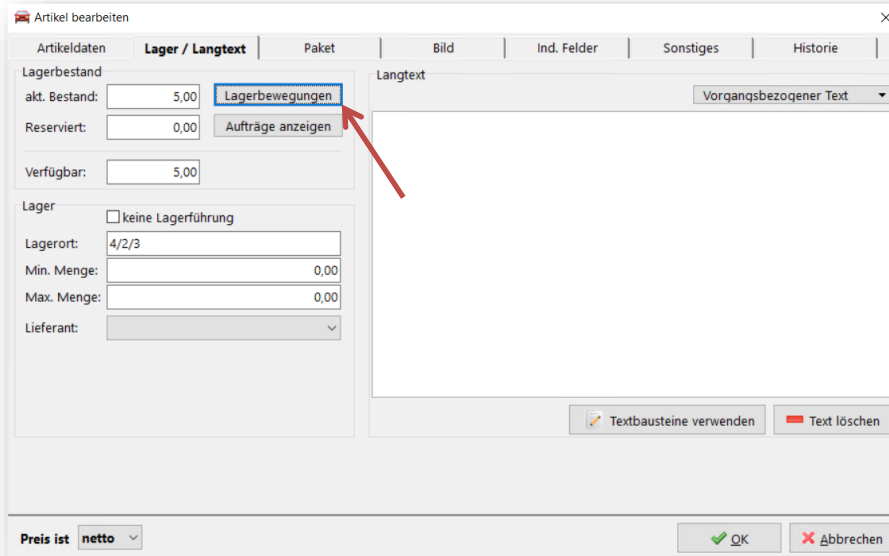 Artikel bearbeiten
Artikeldaten
Lager / Langtext
Paket
Bild
Ind. Felder
Sonstiges
Historie
Lagerbestand
akt. Bestand: 5,00 Lagerbewegungen
Reserviert: 0,00 Aufträge anzeigen
Verfügbar: 5,00
Lager
keine Lagerführung
Lagerort: 4/2/3
Min. Menge: 0,00
Max. Menge: 0,00
Lieferant:
Langtext
Vorgangsbezogener Text
Textbausteine verwenden
Text löschen
Preis ist netto
OK
Abbrechen